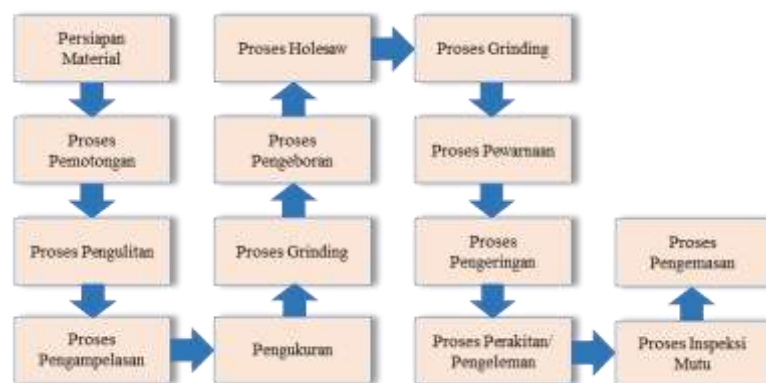 Persiapan
Material
Proses
Pemotongan
Proses Pengulitan
Proses
Pengampelasan
Pengukuran
Proses Grinding
Proses
Pengeboran
Proses Holesaw
Proses Grinding
Proses Pewarnaan
Proses
Pengeringan
Proses Perakitan/
Pengeleman
Proses Inspeksi
Mutu
Proses
Pengemasan